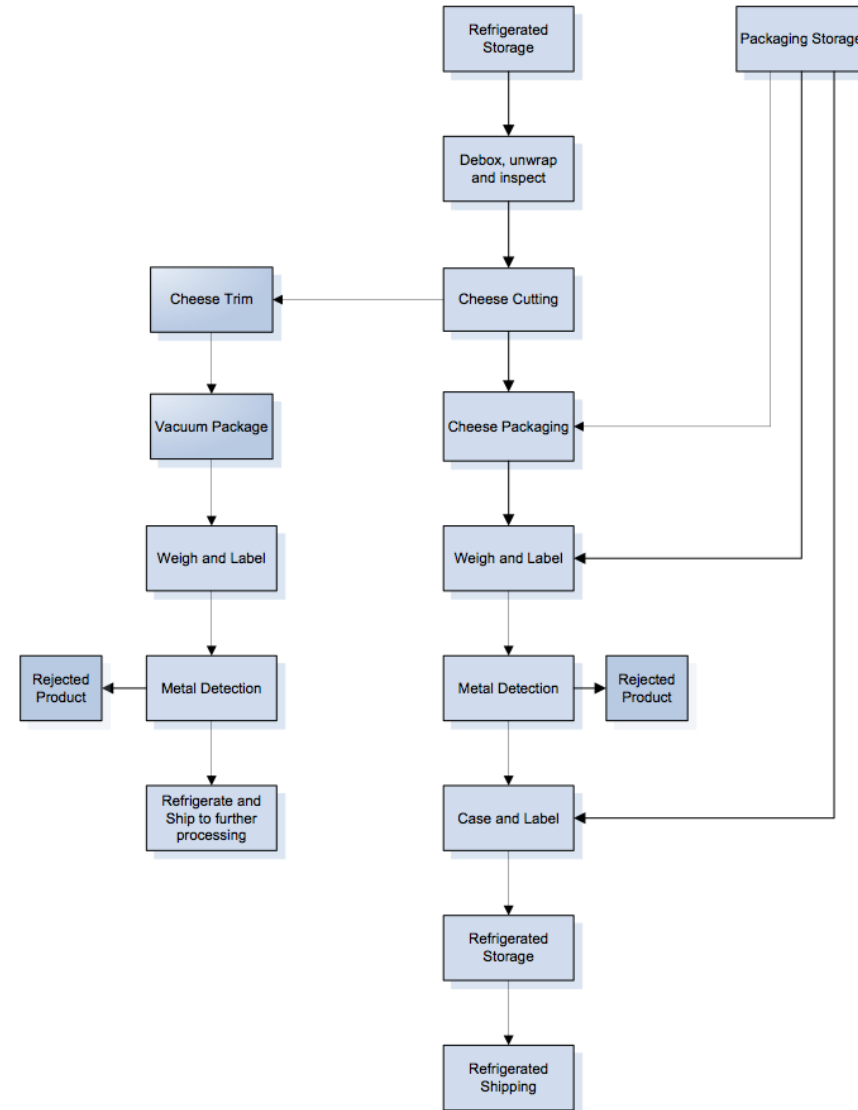 Refrigerated
Storage
Packaging Storage
Debox, unwrap
and inspect
Cheese Trim
Cheese Cutting
Vacuum Package
Cheese Packaging
Weigh and Label
Weigh and Label
Rejected
Product
Metal Detection
Metal Detection
Rejected
Product
Refrigerate and
Ship to further
processing
Case and Label
Refrigerated
Storage
Refrigerated
Shipping